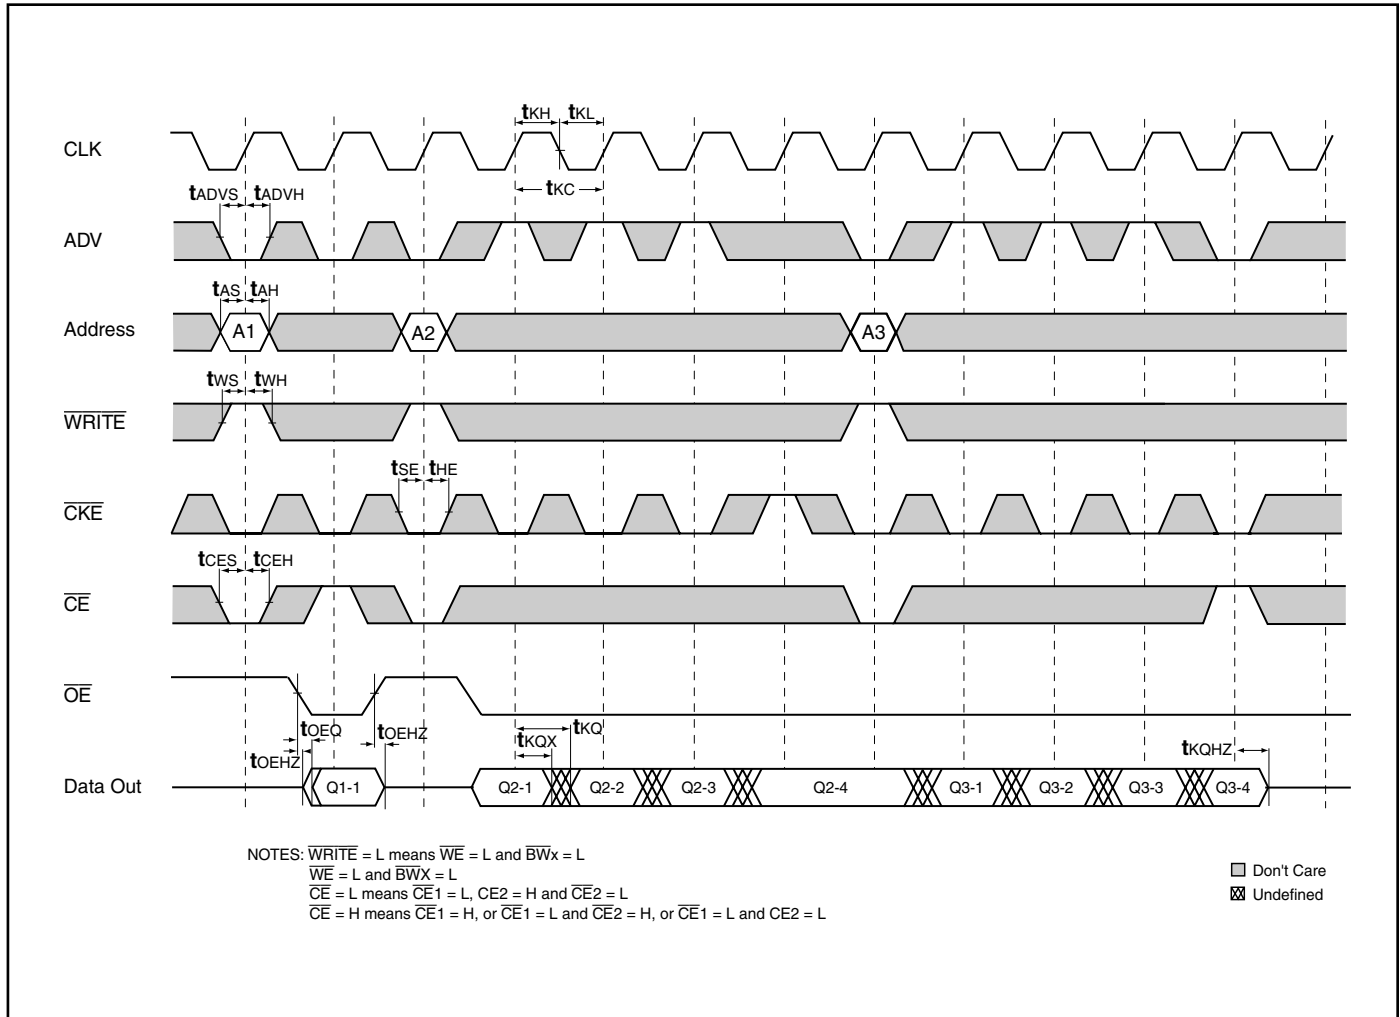 tKH tKL
CLK
tADVS tADVH
tKC
ADV
tAS tAH
Address A1 A2 A3
tWS tWH
WRITE
tSE tHE
CKE
tCES tCEH
CE
OE
tOEQ tOEHZ tKQ
tOEHZ tKQX tKQHZ
Data Out Q1-1 Q2-1 Q2-2 Q2-3 Q2-4 Q3-1 Q3-2 Q3-3 Q3-4
NOTES: WRITE = L means WE = L and BWx = L
WE = L and BWX = L
CE = L means CE1 = L, CE2 = H and CE2 = L
CE = H means CE1 = H, or CE1 = L and CE2 = H, or CE1 = L and CE2 = L
Don't Care
Undefined